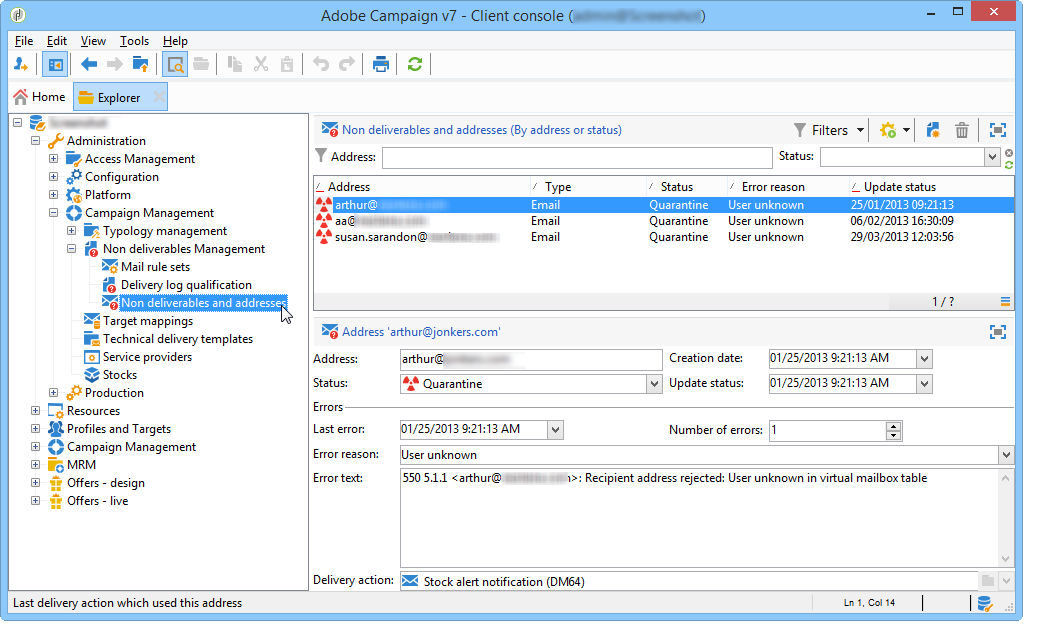 Adobe Campaign v7 - Client console (
File Edit View Tools Help
Home Explorer
Administration
Access Management
Configuration
Platform
Campaign Management
Typology management
Non deliverables Management
Mail rule sets
Delivery log qualification
Non deliverables and addresses
Target mappings
Technical delivery templates
Service providers
Stocks
Production
Resources
Profiles and Targets
Campaign Management
MRM
Offers - design
Offers - live
Non deliverables and addresses (By address or status) Filters
Address: Status:
Address Type Status Error reason Update status
arthur@ Email Quarantine User unknown 25/01/2013 09:21:13
aa@ Email Quarantine User unknown 06/02/2013 16:30:09
susan.sarandon@ Email Quarantine User unknown 29/03/2013 12:03:56
1 / ?
Address 'arthur@jonkers.com'
Address: arthur@ Creation date: 01/25/2013 9:21:13 AM
Status: Quarantine Update status: 01/25/2013 9:21:13 AM
Errors
Last error: 01/25/2013 9:21:13 AM Number of errors: 1
Error reason: User unknown
Error text: 550 5.1.1 <arthur@ >: Recipient address rejected: User unknown in virtual mailbox table
Delivery action: Stock alert notification (DM64)
Last delivery action which used this address Ln 1, Col 14